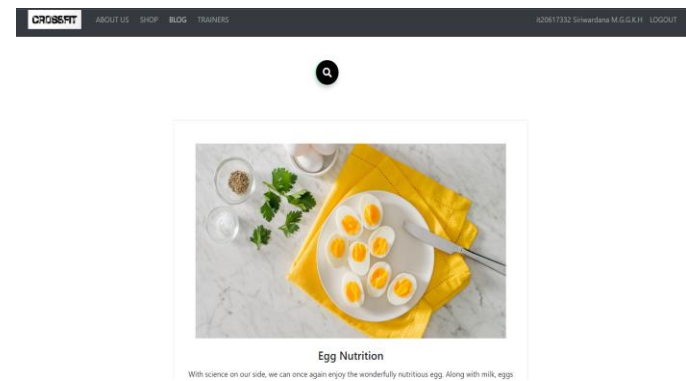 CROSSFIT ABOUT US SHOP BLOG TRAINERS it20617332 Siriwardana M.G.G.K.H LOGOUT
Egg Nutrition
With science on our side, we can once again enjoy the wonderfully nutritious egg. Along with milk, eggs